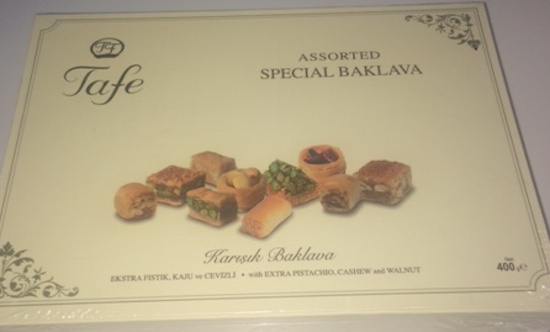 Tafe
ASSORTED
SPECIAL BAKLAVA
Karışık Baklava
EKSTRA FISTIK, KAJU ve CEVİZLİ • with EXTRA PISTACHIO, CASHEW and WALNUT
400g℮